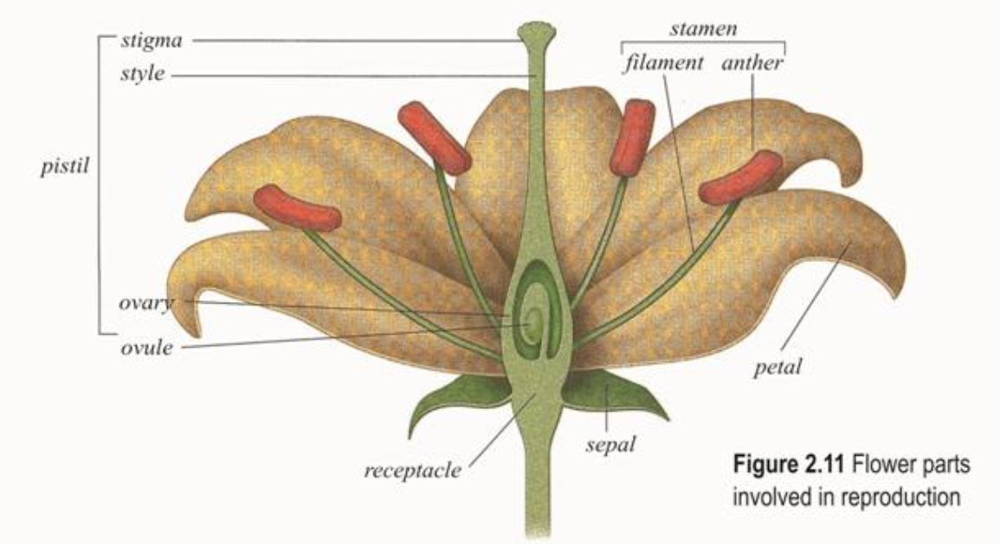 stamen
stigma
filament anther
style
pistil
ovary
ovule
petal
sepal
receptacle
Figure 2.11 Flower parts
involved in reproduction